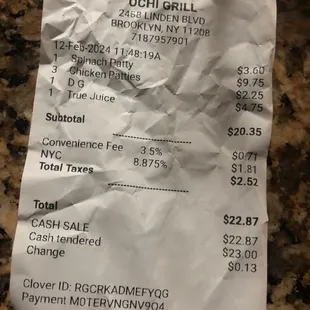 OCHI GRILL
2468 LINDEN BLVD
BROOKLYN, NY 11208
7187957901
12-Feb-2024 11:48:19A
1 Spinach Patty $3.60
3 Chicken Patties $9.75
1 D G $2.25
1 True Juice $4.75
Subtotal $20.35
Convenience Fee 3.5% $0.71
NYC 8.875% $1.81
Total Taxes $2.52
Total $22.87
CASH SALE $22.87
Cash tendered $23.00
Change $0.13
Clover ID: RGCRKADMEFYQG
Payment M0TERVNGNV9Q4